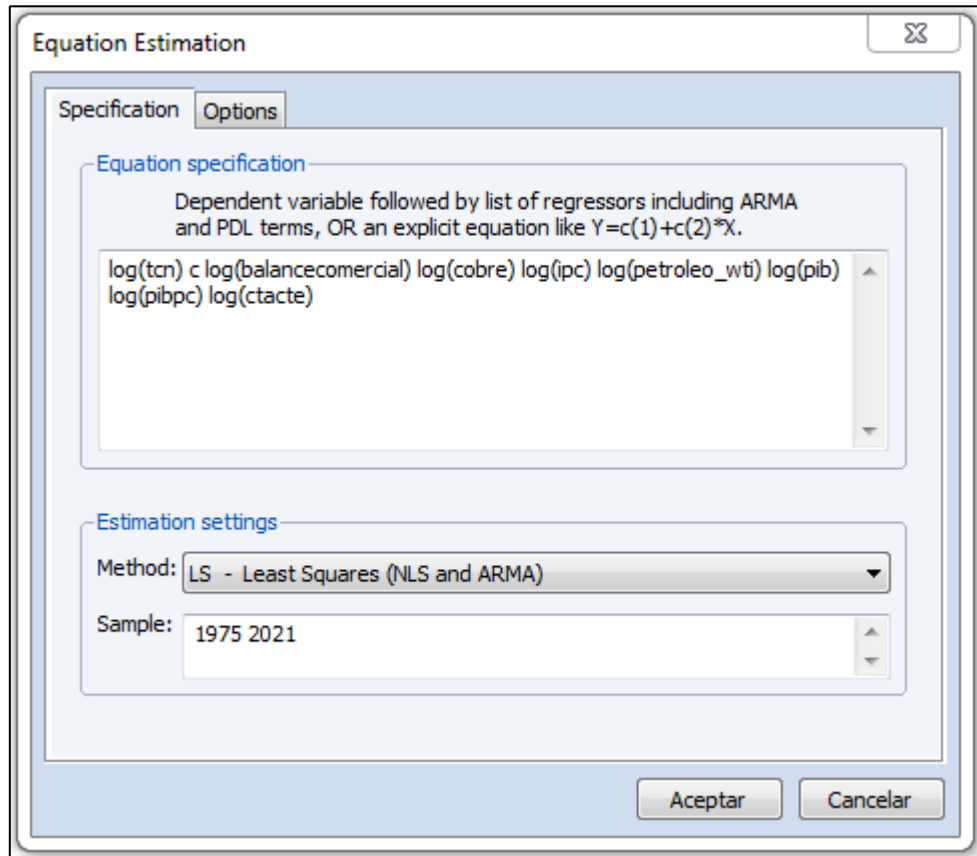 Equation Estimation
Specification
Options
Equation specification
Dependent variable followed by list of regressors including ARMA
and PDL terms, OR an explicit equation like Y=c(1)+c(2)*X.
log(tcn) c log(balancecomercial) log(cobre) log(ipc) log(petroleo_wti) log(pib)
log(pibpc) log(ctacte)
Estimation settings
Method: LS - Least Squares (NLS and ARMA)
Sample: 1975 2021
Aceptar
Cancelar